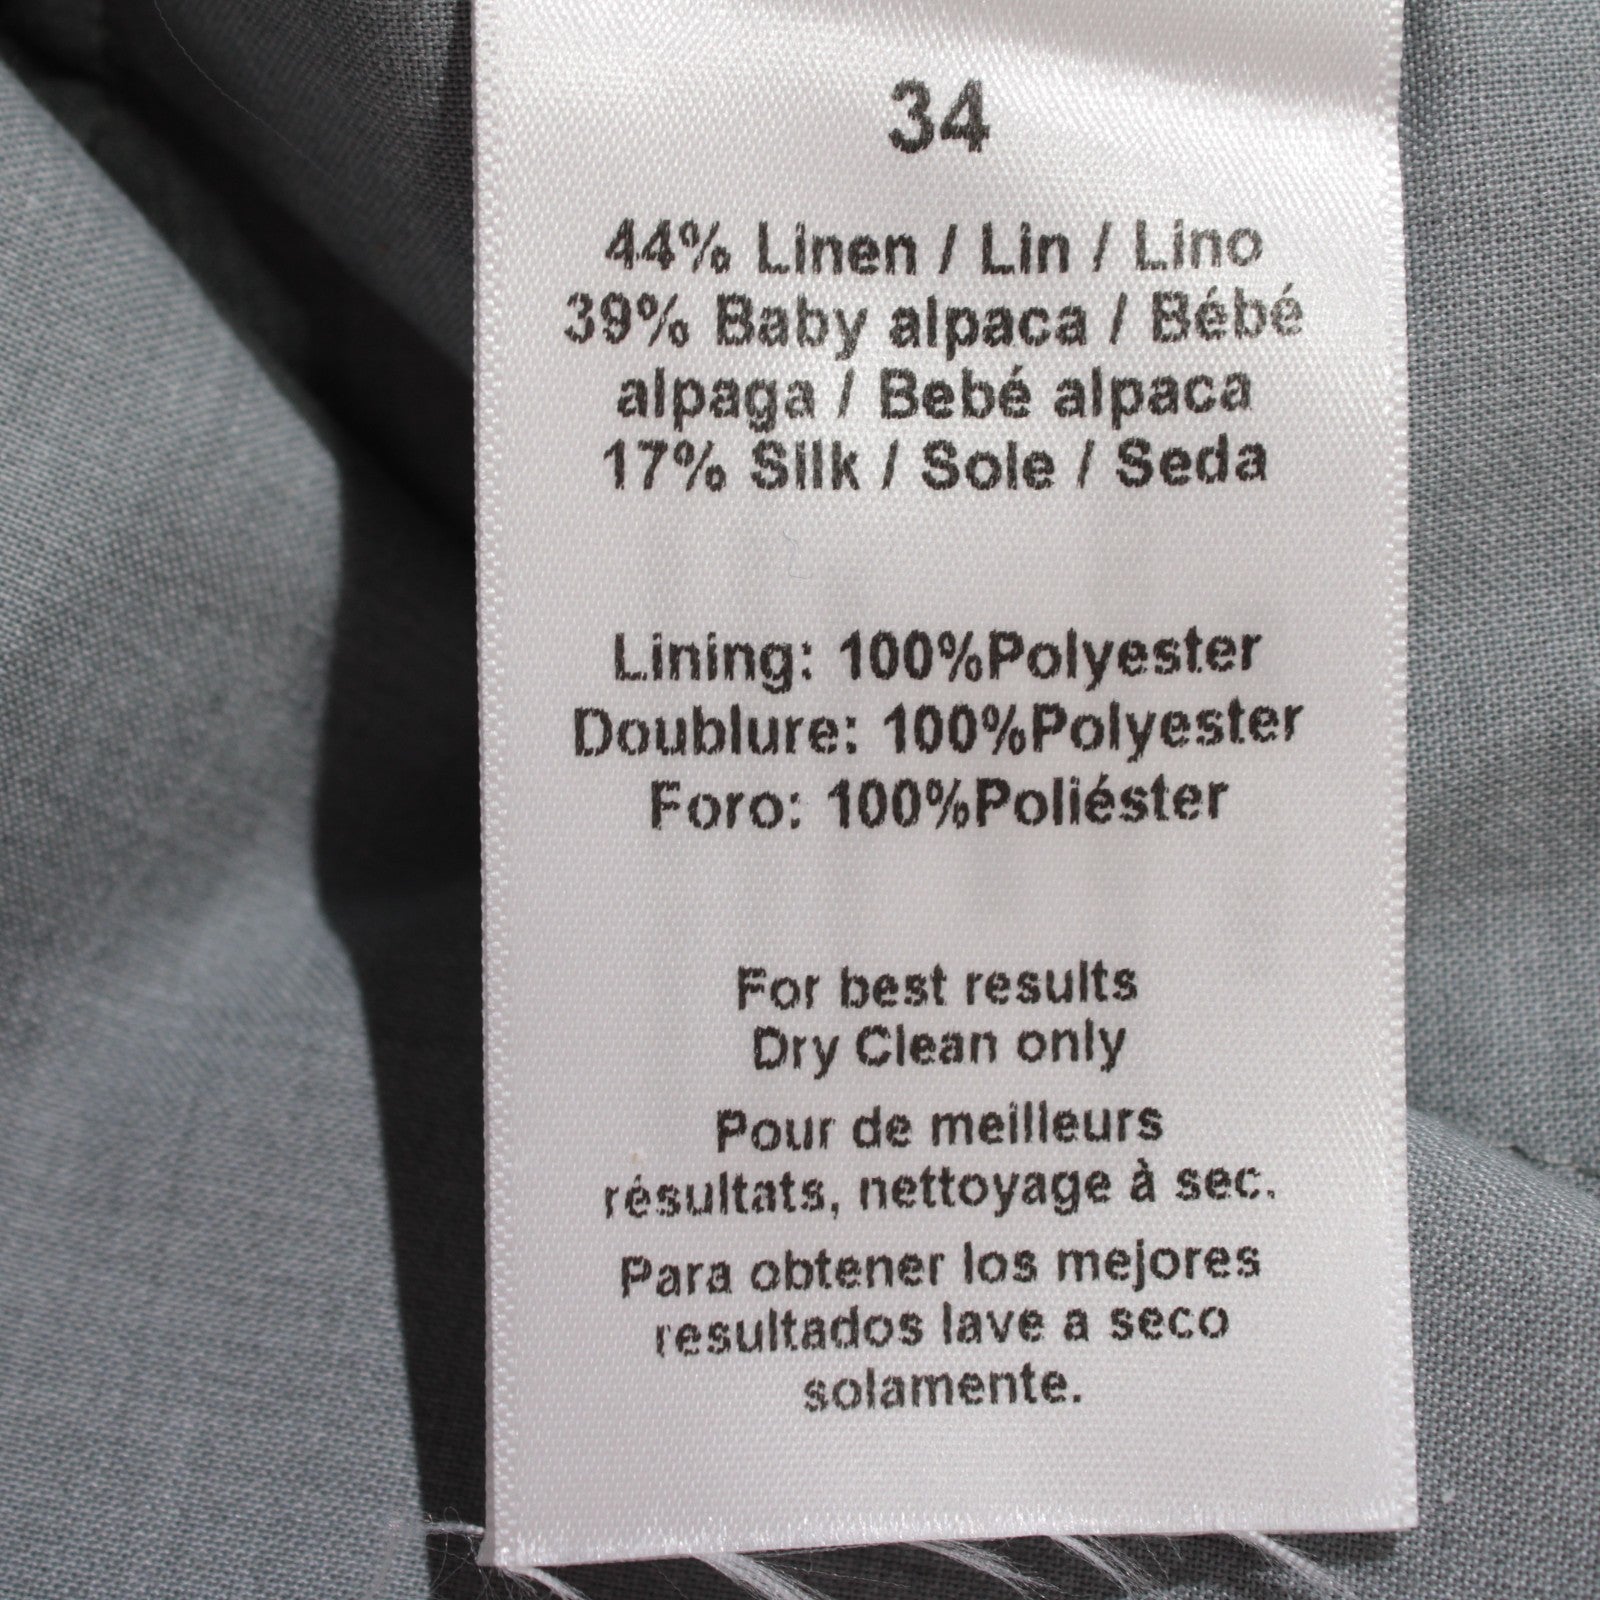 34
44% Linen / Lin / Lino
39% Baby alpaca / Bébé
alpaga / Bebé alpaca
17% Silk / Soie / Seda
Lining: 100%Polyester
Doublure: 100%Polyester
Foro: 100%Poliéster
For best results
Dry Clean only
Pour de meilleurs
résultats, nettoyage à sec.
Para obtener los mejores
resultados lave a seco
solamente.